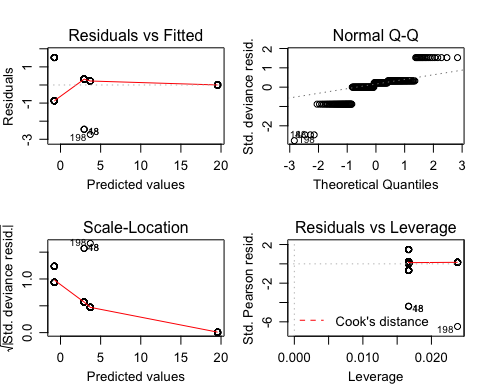 Residuals vs Fitted
Residuals
1
-1
-3
198
48
0 5 10 15 20
Predicted values
Normal Q-Q
Std. deviance resid.
2
0
-2
198
-3 -2 -1 0 1 2 3
Theoretical Quantiles
Scale-Location
√|Std. deviance resid.|
1.0
0.0
198
48
0 5 10 15 20
Predicted values
Residuals vs Leverage
Std. Pearson resid.
2
-2
-6
48
198
Cook's distance
0.000 0.010 0.020
Leverage